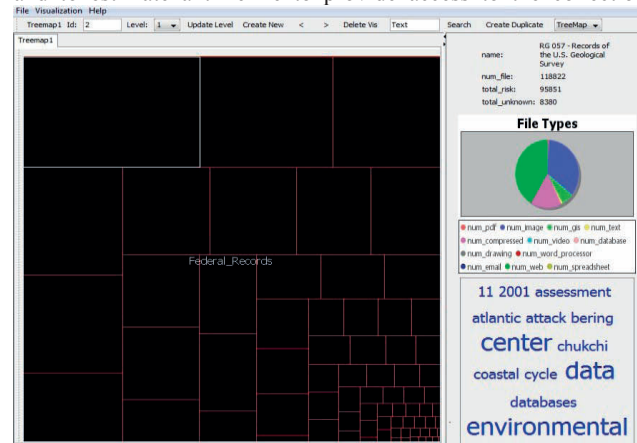 File Visualization Help
Treemap1 Id: 2 Level: 1 Update Level Create New < > Delete Vis Text Search Create Duplicate TreeMap
Treemap1
Federal_Records
name: RG 057 - Records of the U.S. Geological Survey
num_file: 118822
total_risk: 95851
total_unknown: 8380
File Types
num_pdf num_image num_gis num_text
num_compressed num_video num_database
num_drawing num_word_processor
num_email num_web num_spreadsheet
11 2001 assessment
atlantic attack bering
center chukchi
coastal cycle data
databases
environmental